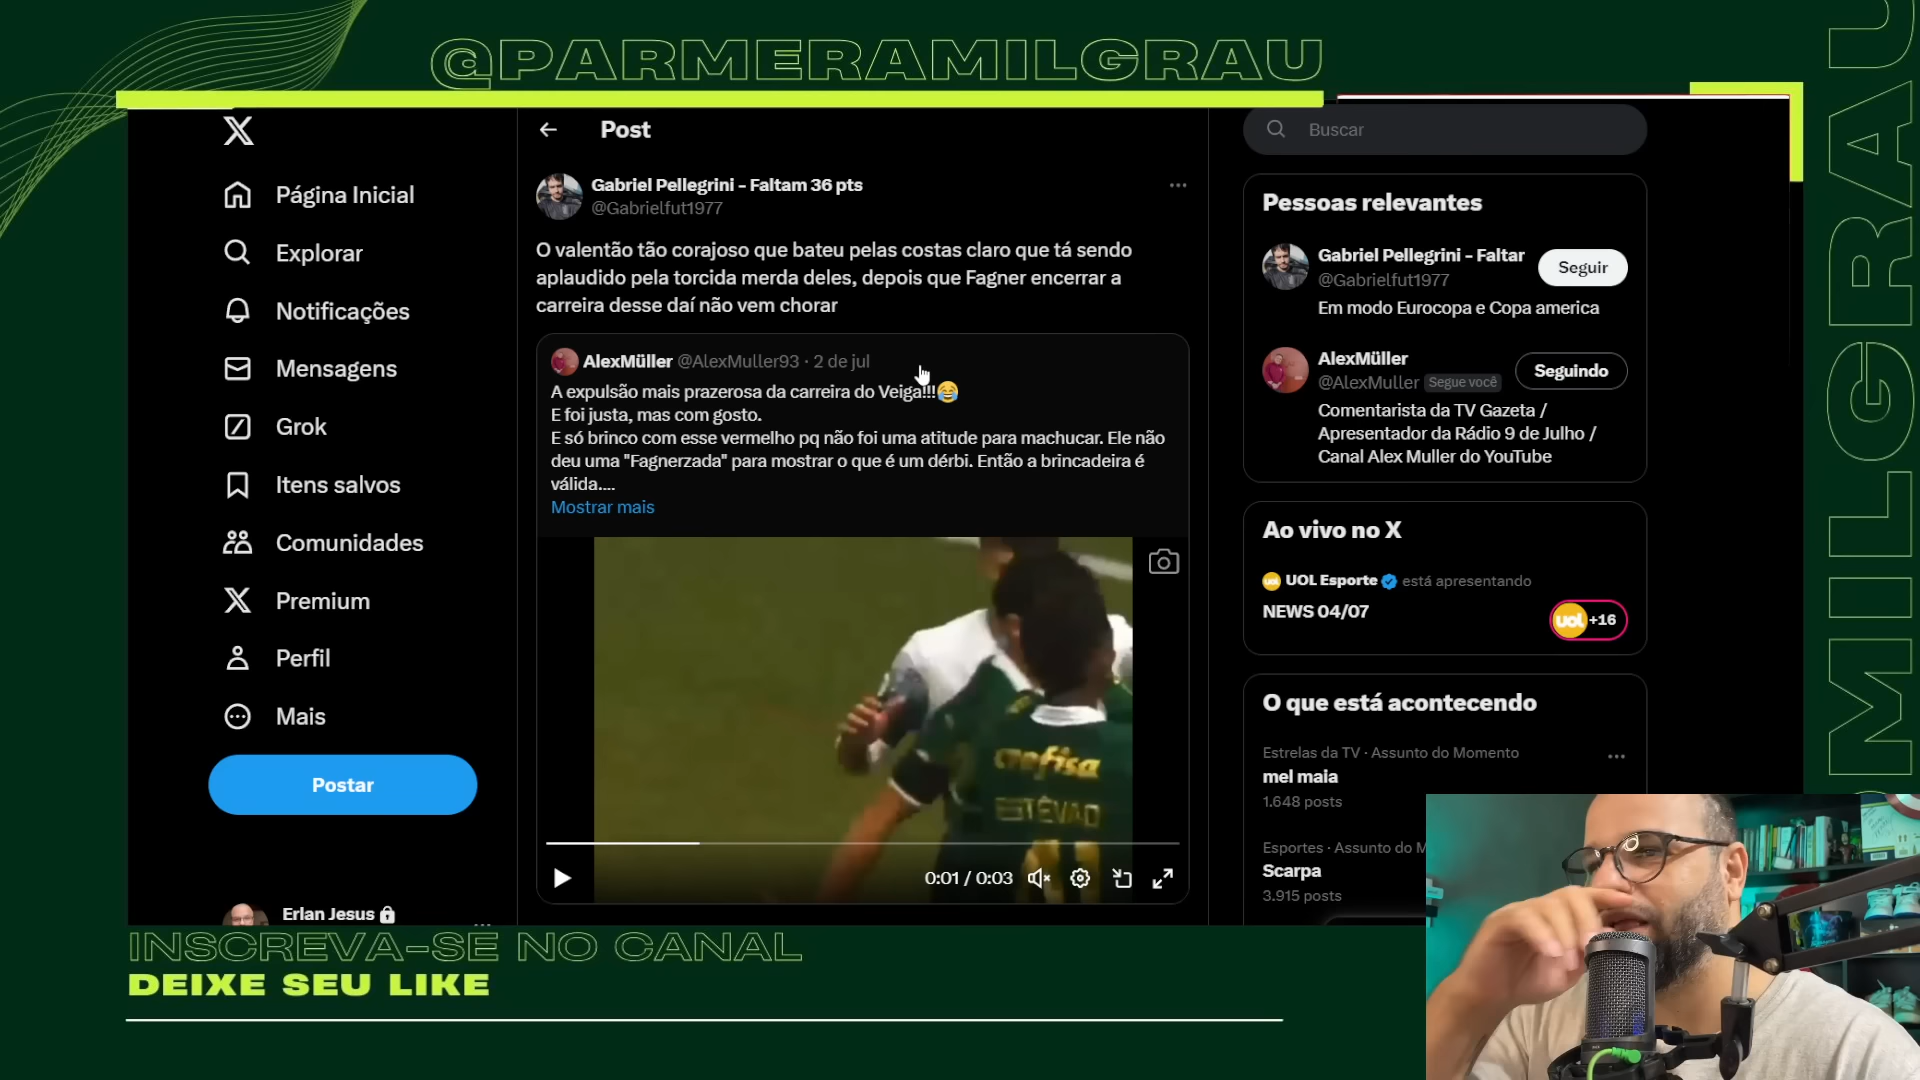 @PARMERAMILGRAU
Post
Buscar
Gabriel Pellegrini - Faltam 36 pts
@Gabrielfut1977
O valentão tão corajoso que bateu pelas costas claro que tá sendo
aplaudido pela torcida merda deles, depois que Fagner encerrar a
carreira desse daí não vem chorar
AlexMüller @AlexMuller93 · 2 de jul
A expulsão mais prazerosa da carreira do Veiga!!!😂
E foi justa, mas com gosto.
E só brinco com esse vermelho pq não foi uma atitude para machucar. Ele não
deu uma "Fagnerzada" para mostrar o que é um dérbi. Então a brincadeira é
válida....
Mostrar mais
crefisa
ESTÊVÃO
0:01 / 0:03
Página Inicial
Explorar
Notificações
Mensagens
Grok
Itens salvos
Comunidades
Premium
Perfil
Mais
Postar
Erlan Jesus
Pessoas relevantes
Gabriel Pellegrini - Faltar
@Gabrielfut1977
Seguir
Em modo Eurocopa e Copa america
AlexMüller
@AlexMuller Segue você
Seguindo
Comentarista da TV Gazeta /
Apresentador da Rádio 9 de Julho /
Canal Alex Muller do YouTube
Ao vivo no X
UOL Esporte está apresentando
NEWS 04/07
uol +16
O que está acontecendo
Estrelas da TV · Assunto do Momento
mel maia
1.648 posts
Esportes · Assunto do M
Scarpa
3.915 posts
INSCREVA-SE NO CANAL
DEIXE SEU LIKE
MILGRAU